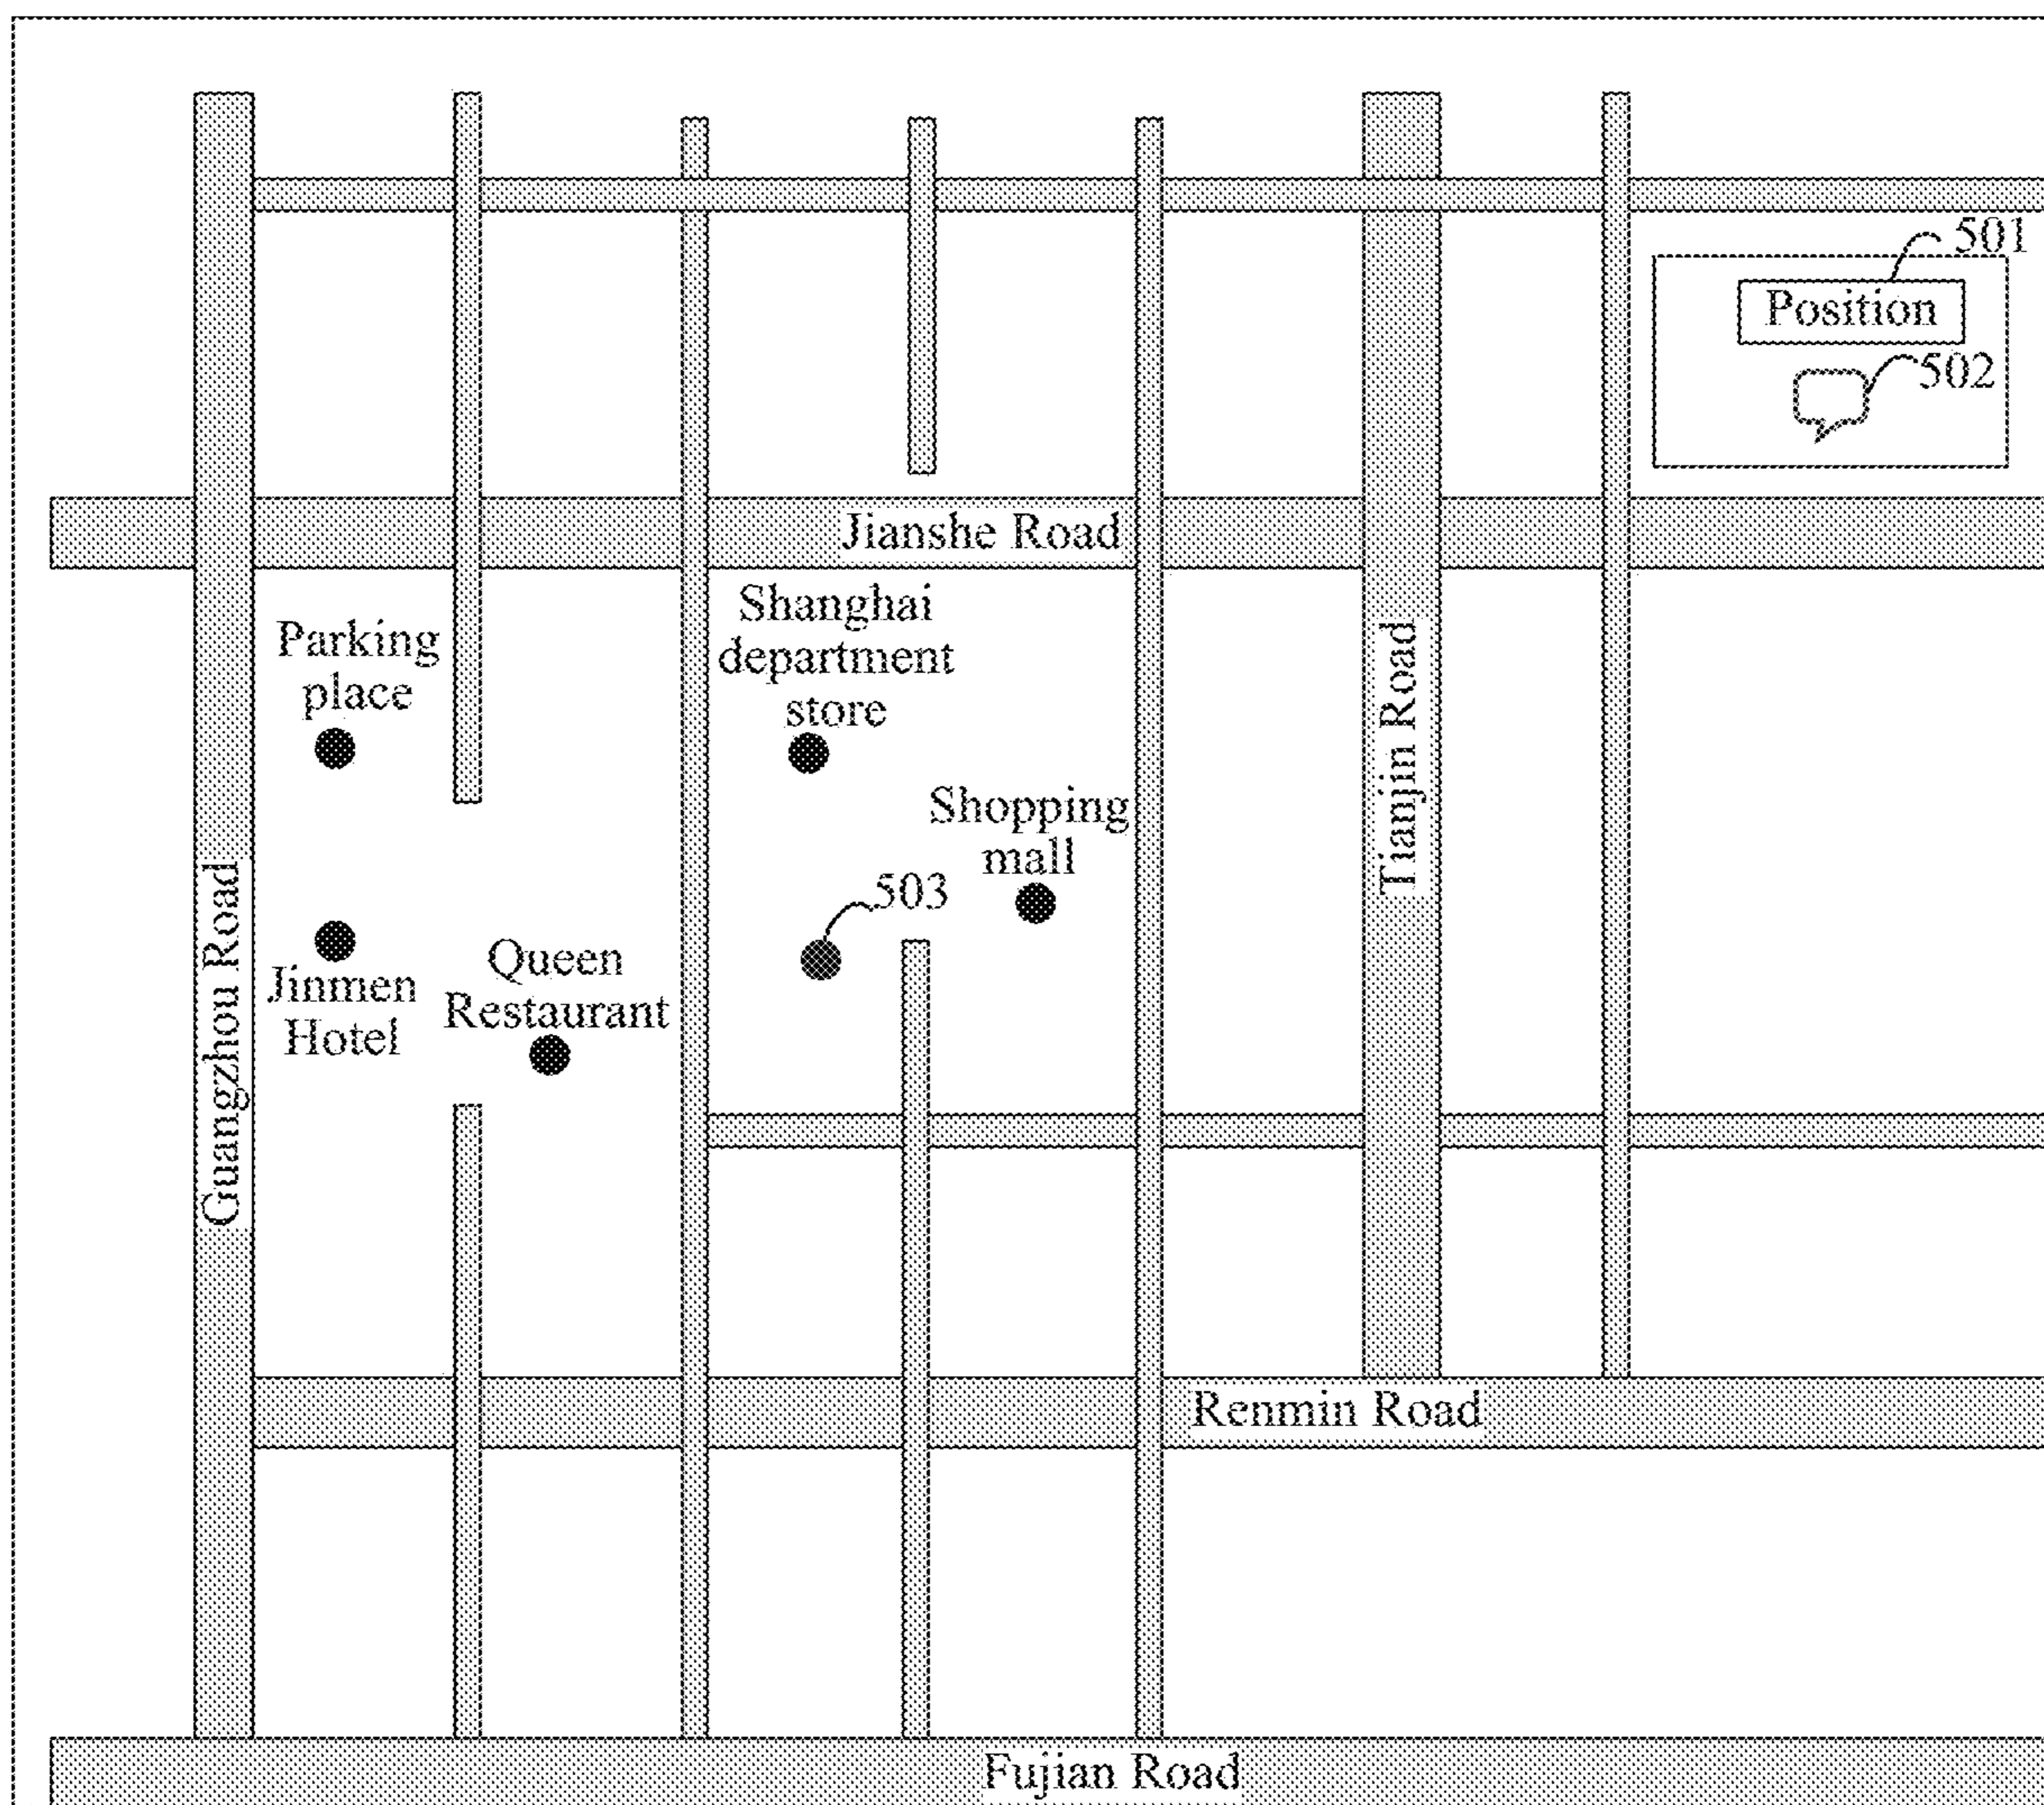 501
Position
502
Jianshe Road
Shanghai
department
store
Parking
place
Tianjin Road
Shopping
mall
503
Guangzhou Road
Jinmen
Hotel
Queen
Restaurant
Renmin Road
Fujian Road